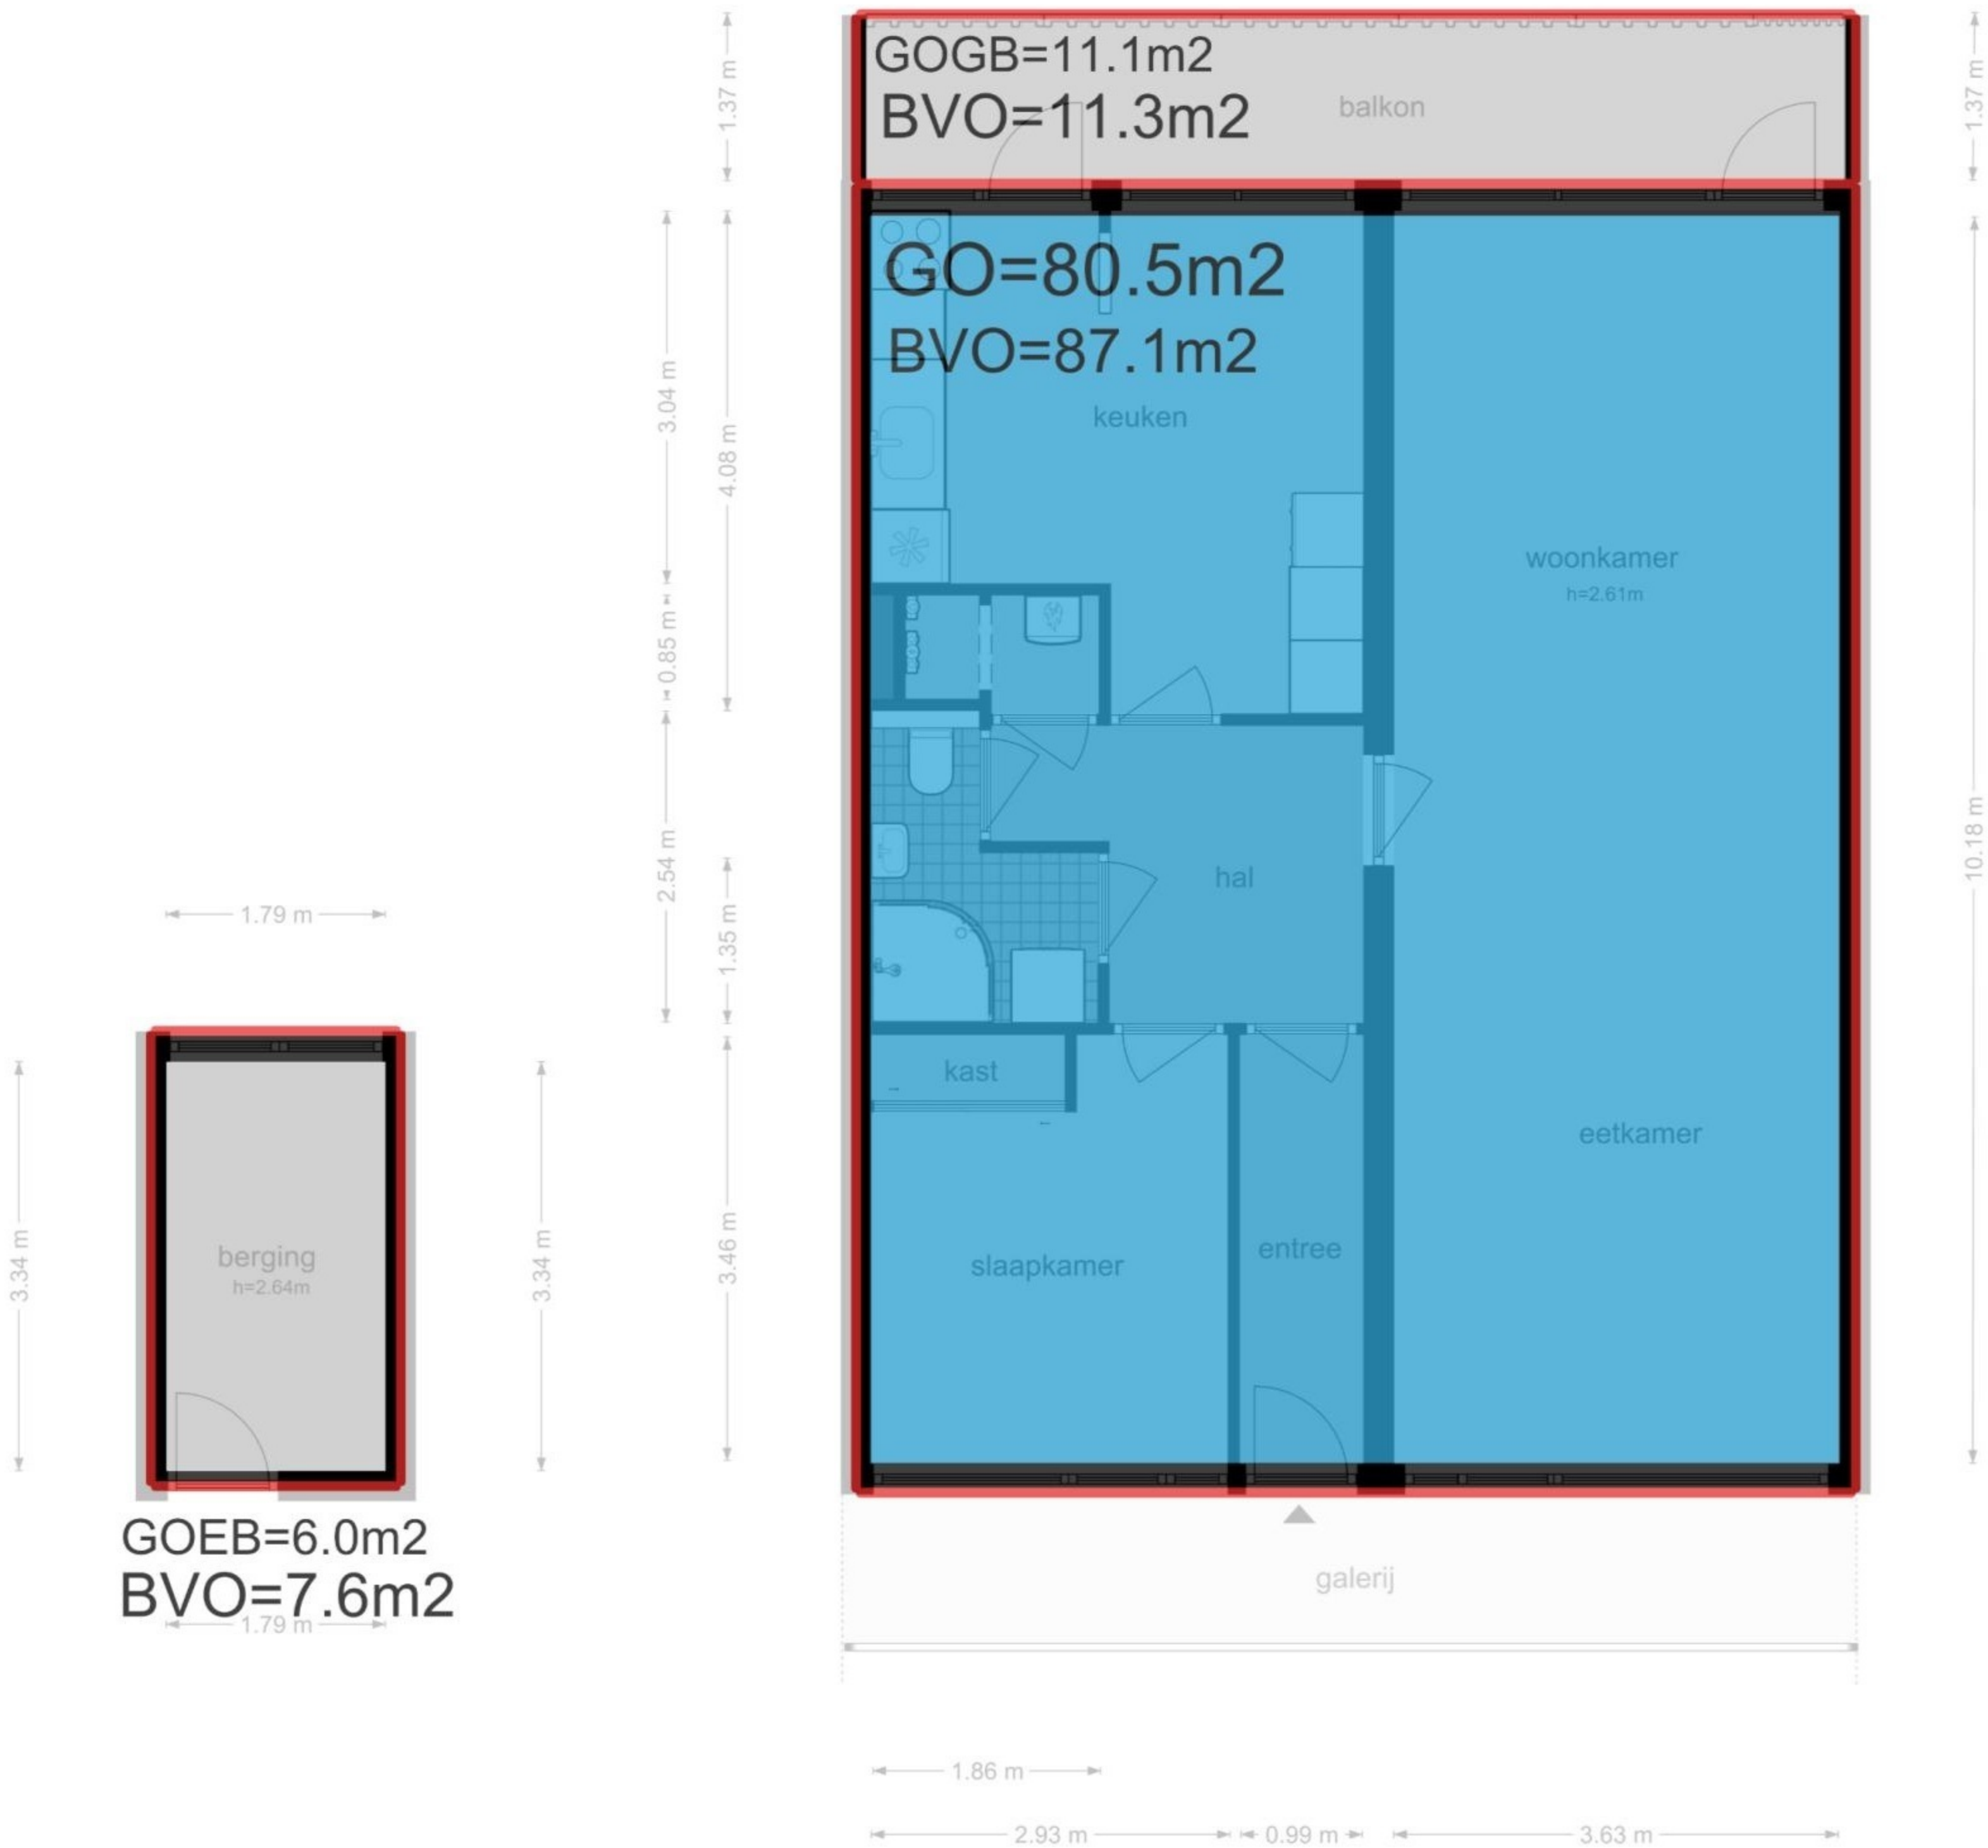 GOGB=11.1m2
BVO=11.3m2
balkon
1.37 m
1.37 m
GO=80.5m2
BVO=87.1m2
keuken
3.04 m
4.08 m
woonkamer
h=2.61m
0.85 m
2.54 m
1.35 m
hal
10.18 m
kast
eetkamer
3.46 m
slaapkamer
entree
galerij
1.79 m
3.34 m
3.34 m
berging
h=2.64m
GOEB=6.0m2
BVO=7.6m2
1.79 m
1.86 m
2.93 m
0.99 m
3.63 m